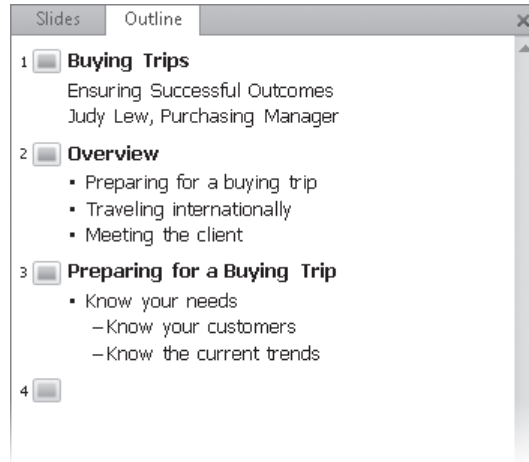 Slides Outline
1 Buying Trips
Ensuring Successful Outcomes
Judy Lew, Purchasing Manager
2 Overview
▪ Preparing for a buying trip
▪ Traveling internationally
▪ Meeting the client
3 Preparing for a Buying Trip
▪ Know your needs
–Know your customers
–Know the current trends
4